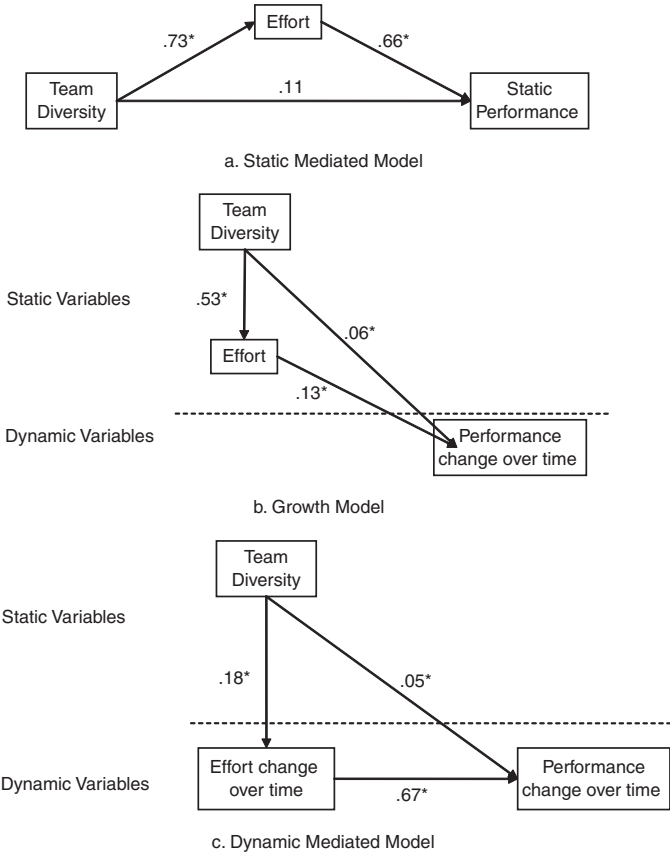 Effort
.73*
.66*
Team
Diversity
.11
Static
Performance
a. Static Mediated Model
Team
Diversity
Static Variables
.53*
.06*
Effort
.13*
Dynamic Variables
Performance
change over time
b. Growth Model
Team
Diversity
Static Variables
.18*
.05*
Dynamic Variables
Effort change
over time
.67*
Performance
change over time
c. Dynamic Mediated Model